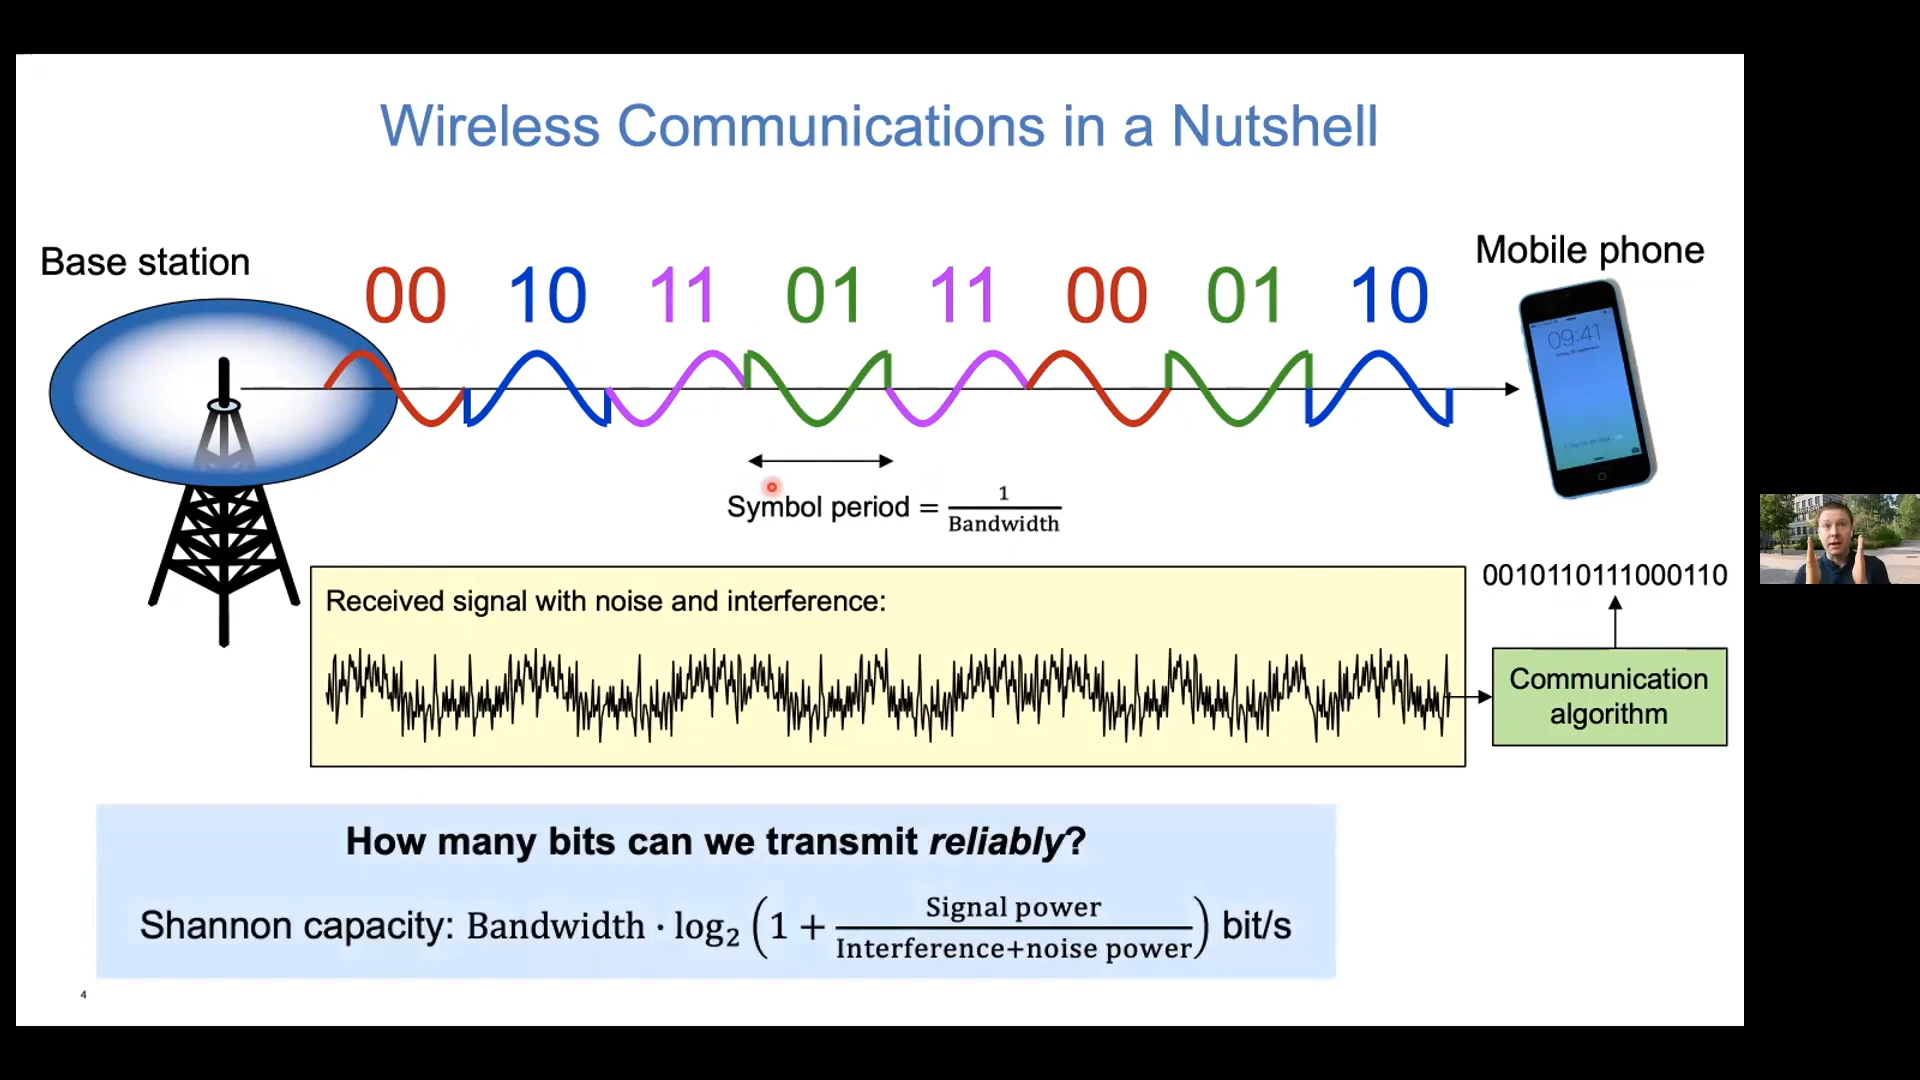 Wireless Communications in a Nutshell
Base station
Mobile phone
00 10 11 01 11 00 01 10
09:41
Symbol period = 1/Bandwidth
Received signal with noise and interference:
0010110111000110
Communication
algorithm
How many bits can we transmit reliably?
Shannon capacity: Bandwidth · log₂ (1 + Signal power/Interference+noise power) bit/s
4